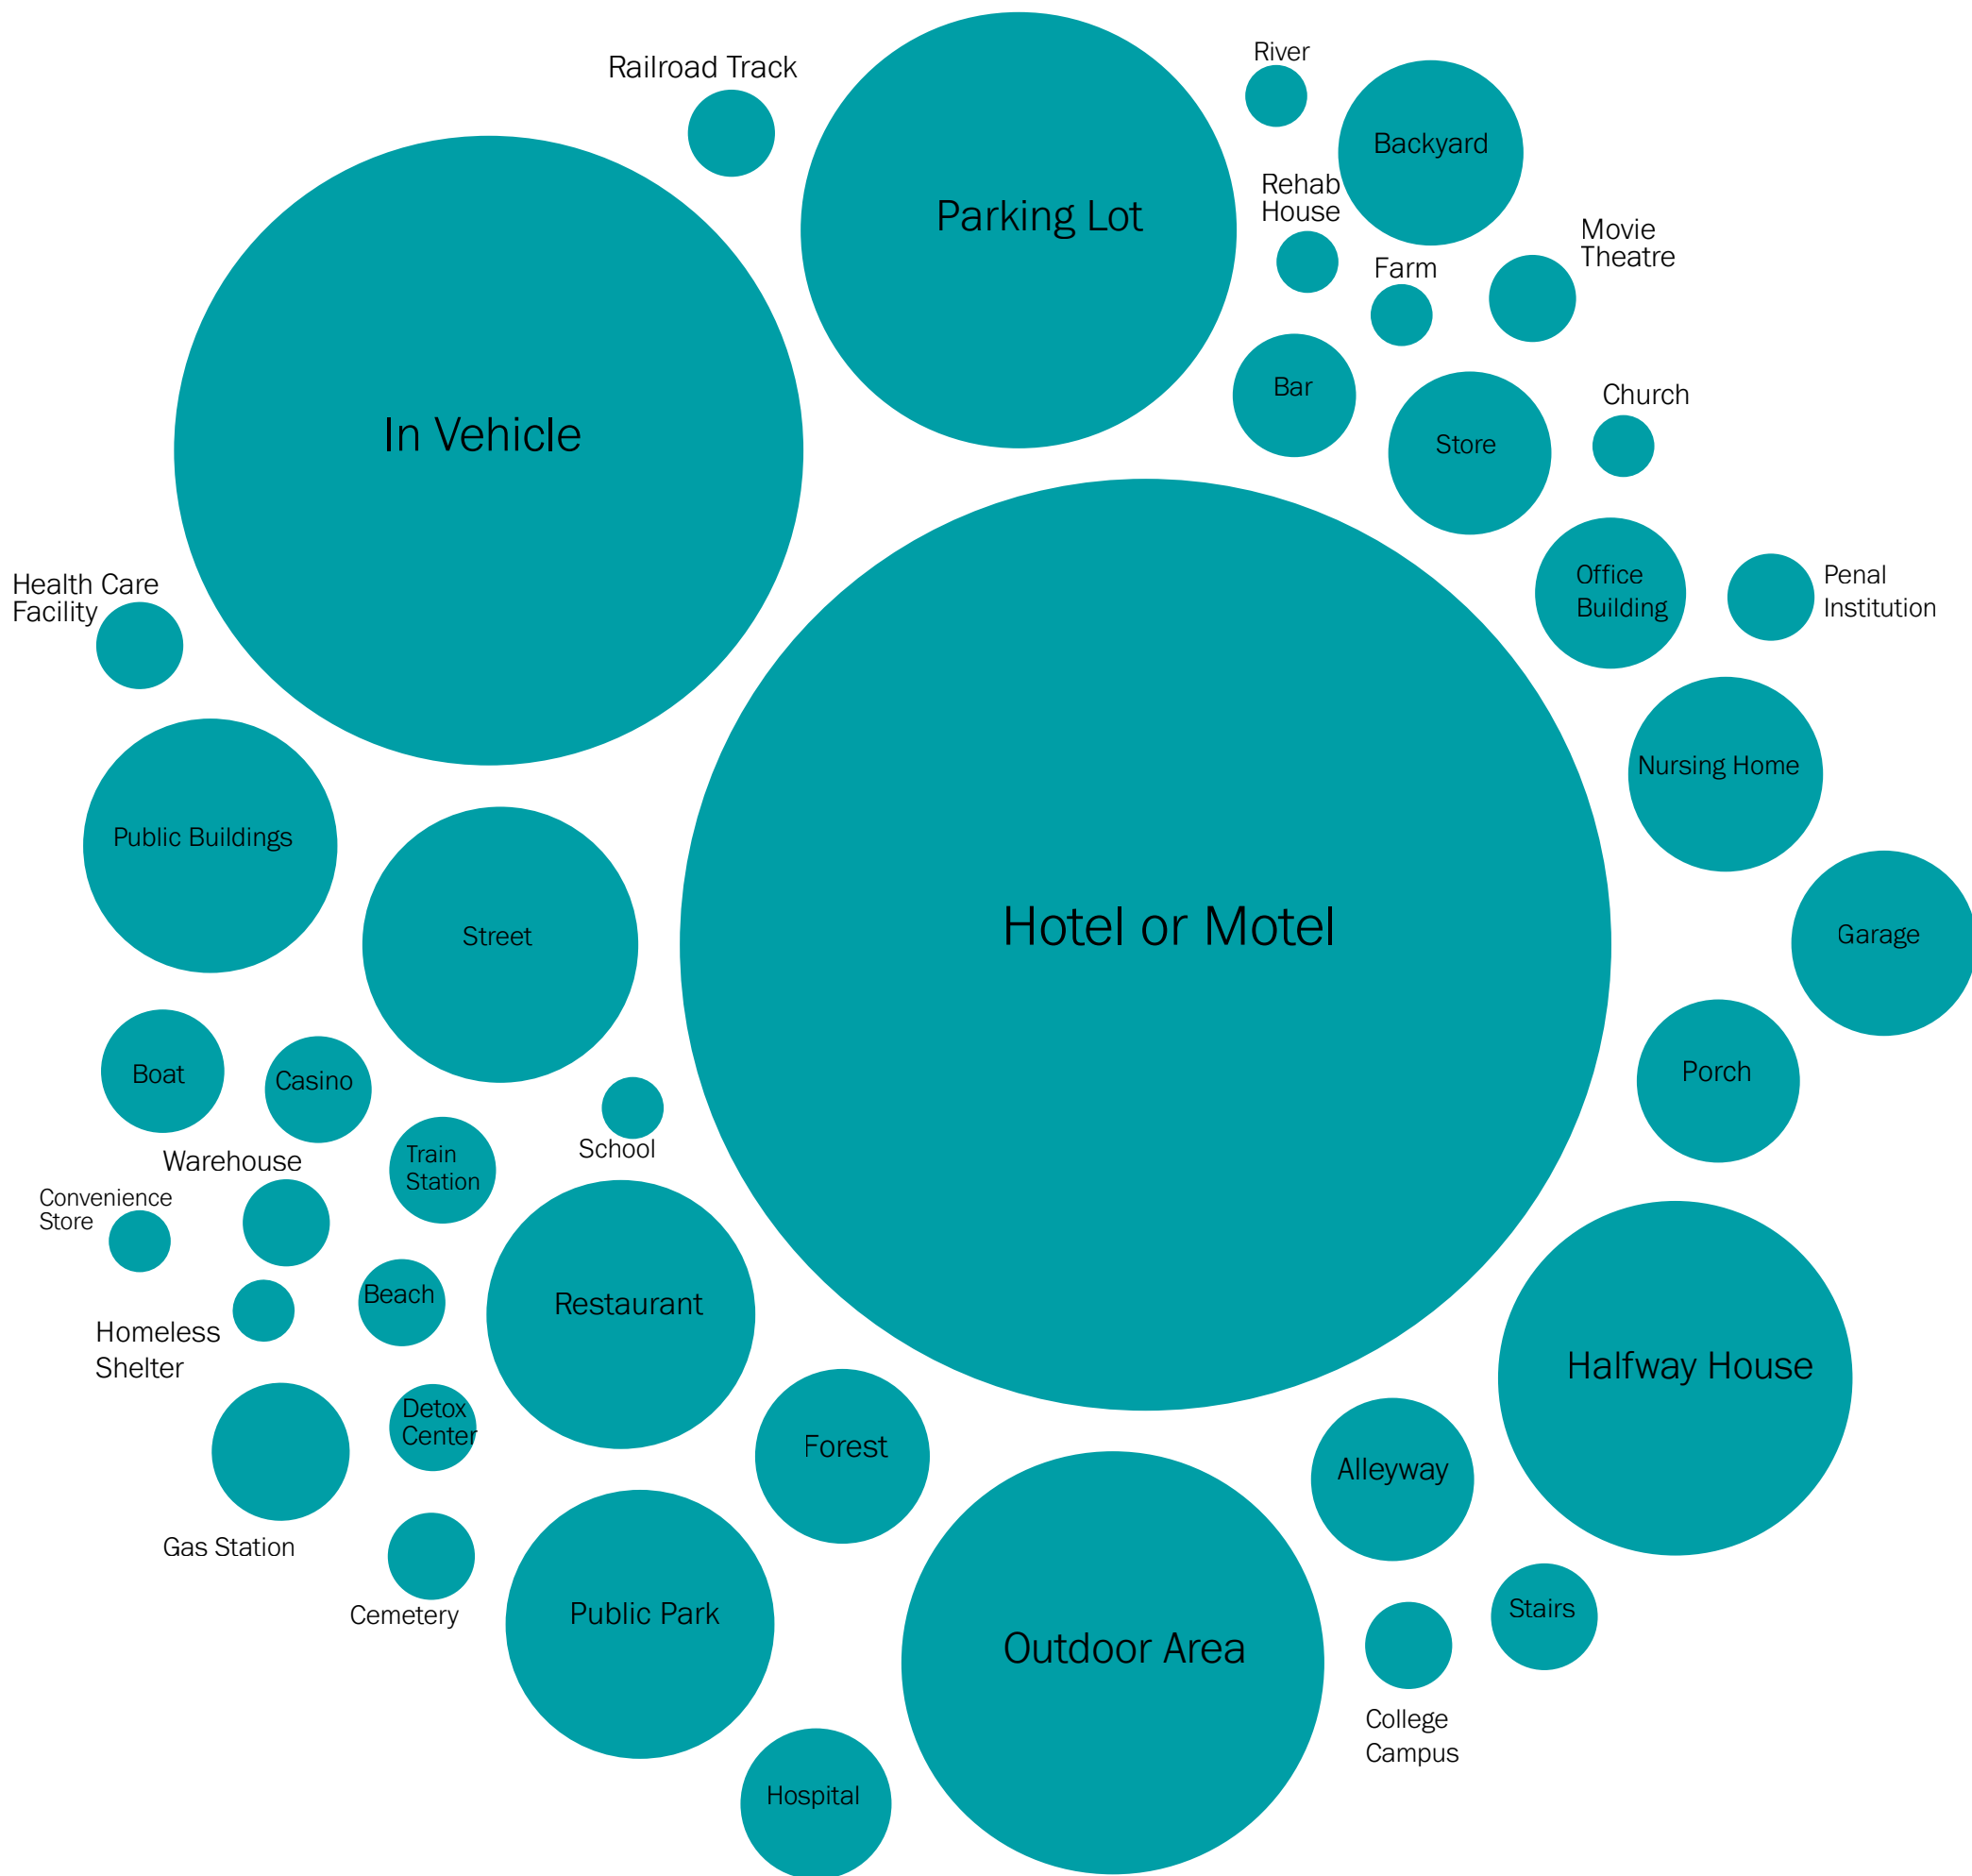 River
Railroad Track
Backyard
Rehab
House
Parking Lot
Movie
Theatre
Farm
Bar
Church
In Vehicle
Store
Health Care
Facility
Office
Building
Penal
Institution
Nursing Home
Public Buildings
Hotel or Motel
Street
Garage
Boat
Casino
Porch
School
Warehouse
Train
Station
Convenience
Store
Beach
Restaurant
Homeless
Shelter
Halfway House
Detox
Center
Forest
Alleyway
Gas Station
Cemetery
Public Park
Stairs
Outdoor Area
College
Campus
Hospital